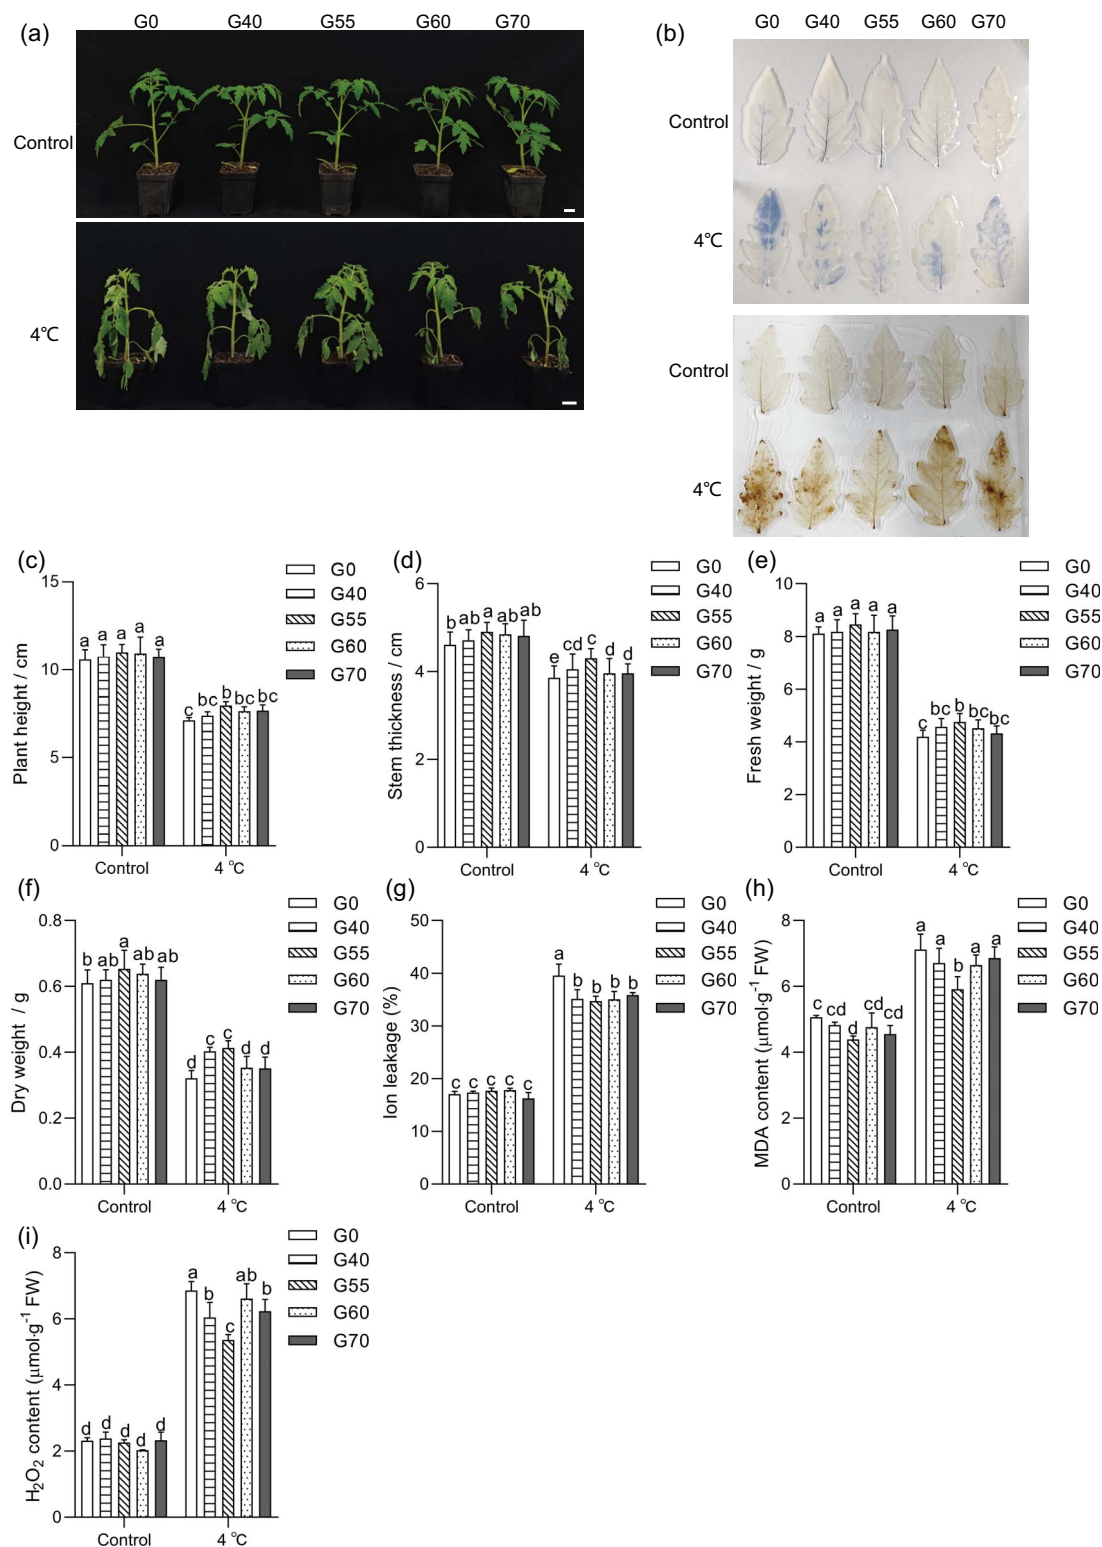 (a) G0 G40 G55 G60 G70
Control
4℃
(b) G0 G40 G55 G60 G70
Control
4℃
Control
4℃
(c)
G0
G40
G55
G60
G70
Plant height / cm
15
10
5
0
a a a a a
c bc b bc bc
Control 4 ℃
(d)
G0
G40
G55
G60
G70
Stem thickness / cm
6
4
2
0
b ab a ab ab
e cd c d d
Control 4 ℃
(e)
G0
G40
G55
G60
G70
Fresh weight / g
10
8
6
4
2
0
a a a a a
c bc b bc bc
Control 4 ℃
(f)
G0
G40
G55
G60
G70
Dry weight / g
0.8
0.6
0.4
0.2
0.0
b ab a ab ab
d c c d d
Control 4 ℃
(g)
G0
G40
G55
G60
G70
Ion leakage (%)
50
40
30
20
10
0
c c c c c
a b b b b
Control 4 ℃
(h)
G0
G40
G55
G60
G70
MDA content (μmol·g⁻¹ FW)
8
6
4
2
0
c cd d cd cd
a a b a a
Control 4 ℃
(i)
G0
G40
G55
G60
G70
H₂O₂ content (μmol·g⁻¹ FW)
8
6
4
2
0
d d d d d
a b c ab b
Control 4 ℃